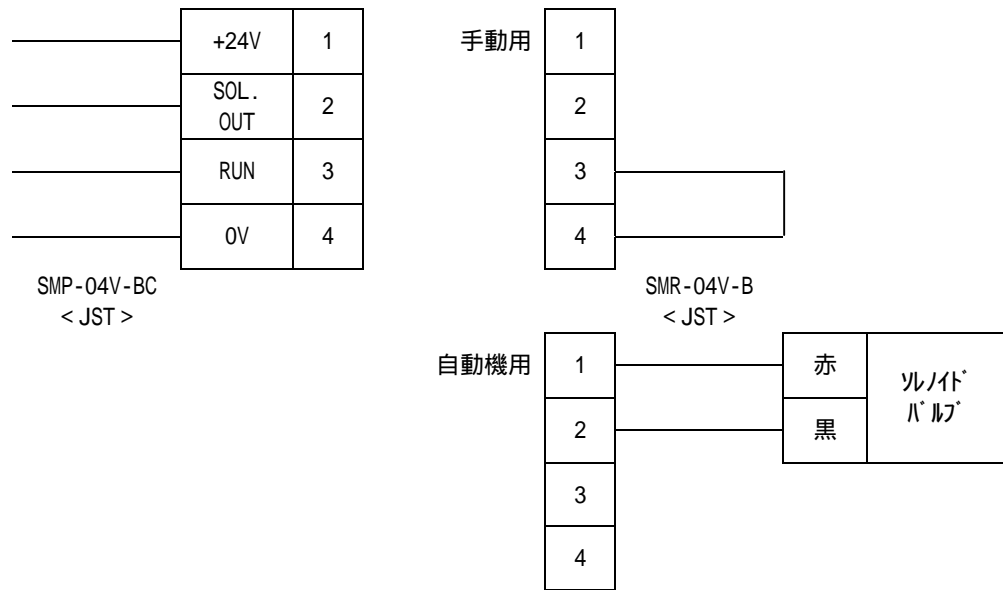 +24V 1
SOL.
OUT 2
RUN 3
0V 4
SMP-04V-BC
<JST>
手動用 1
2
3
4
SMR-04V-B
<JST>
自動機用 1
2
3
4
赤
黒
ｿﾚﾉｲﾄﾞ
ﾊﾞﾙﾌﾞ